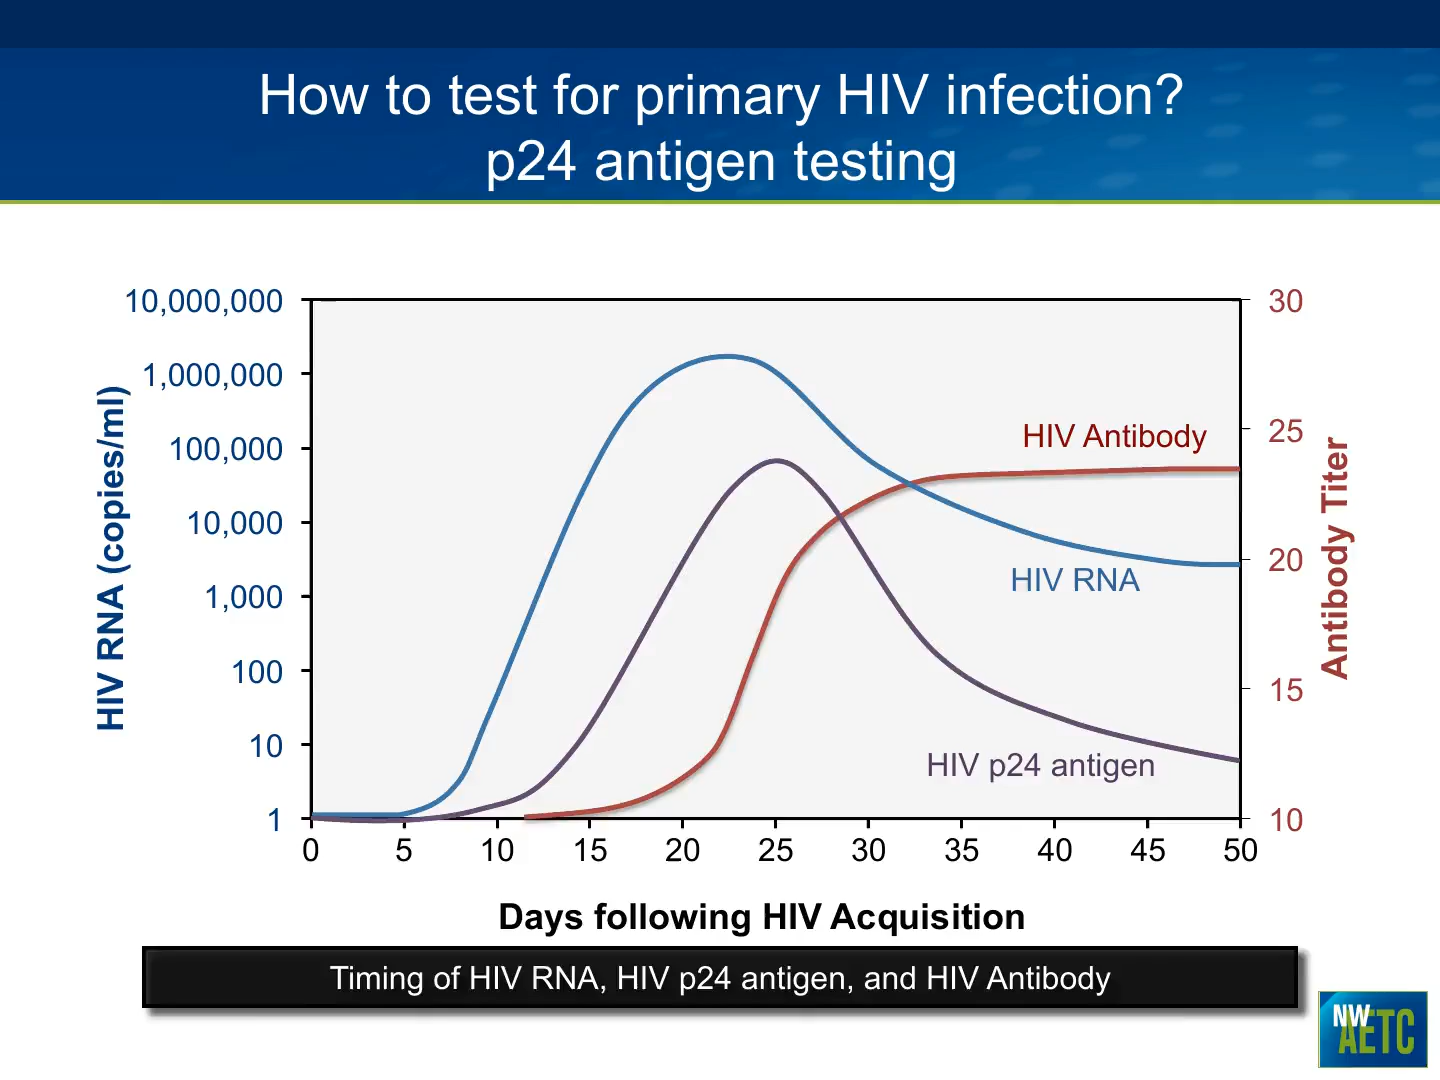 How to test for primary HIV infection?
p24 antigen testing
10,000,000
1,000,000
100,000
10,000
1,000
100
10
1
HIV RNA (copies/ml)
30
25
20
15
10
Antibody Titer
HIV Antibody
HIV RNA
HIV p24 antigen
0 5 10 15 20 25 30 35 40 45 50
Days following HIV Acquisition
Timing of HIV RNA, HIV p24 antigen, and HIV Antibody
NW
AETC